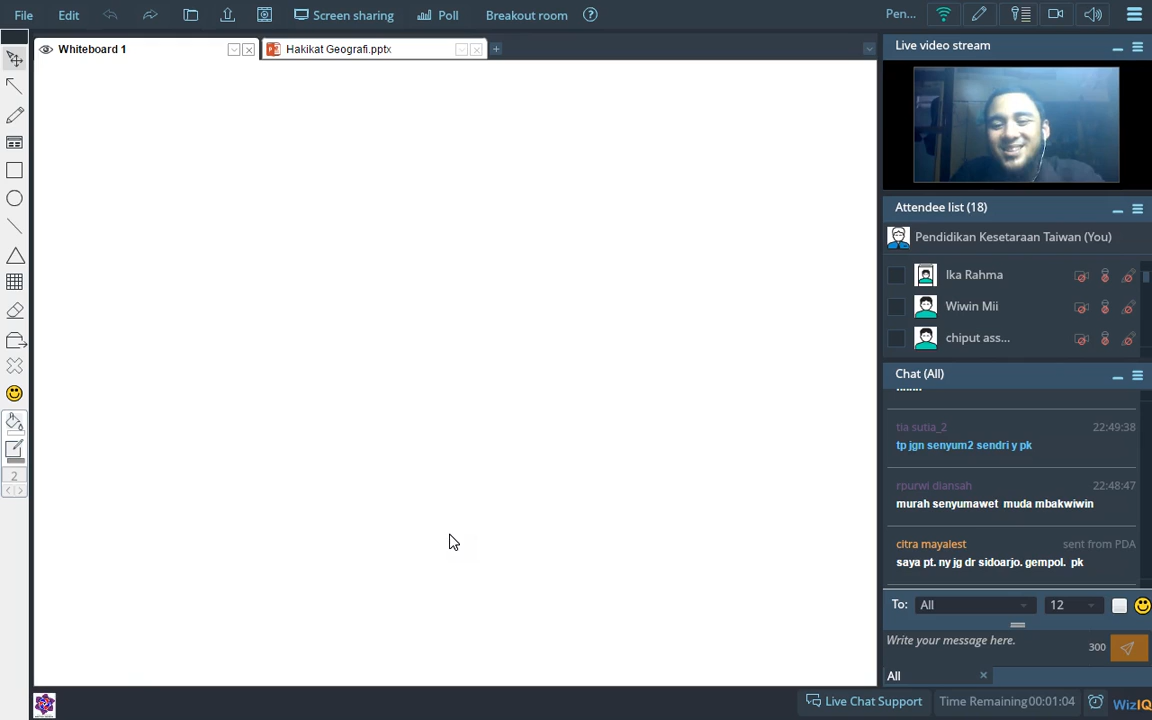 File Edit Screen sharing Poll Breakout room ? Pen...
Whiteboard 1 Hakikat Geografi.pptx
Live video stream
Attendee list (18)
Pendidikan Kesetaraan Taiwan (You)
Ika Rahma
Wiwin Mii
chiput ass...
Chat (All)
tia sutia_2 22:49:38
tp jgn senyum2 sendri y pk
rpurwi diansah 22:48:47
murah senyumawet muda mbakwiwin
citra mayalest sent from PDA
saya pt. ny jg dr sidoarjo. gempol. pk
2
To: All 12
Write your message here. 300
All
Live Chat Support Time Remaining 00:01:04 WizIQ